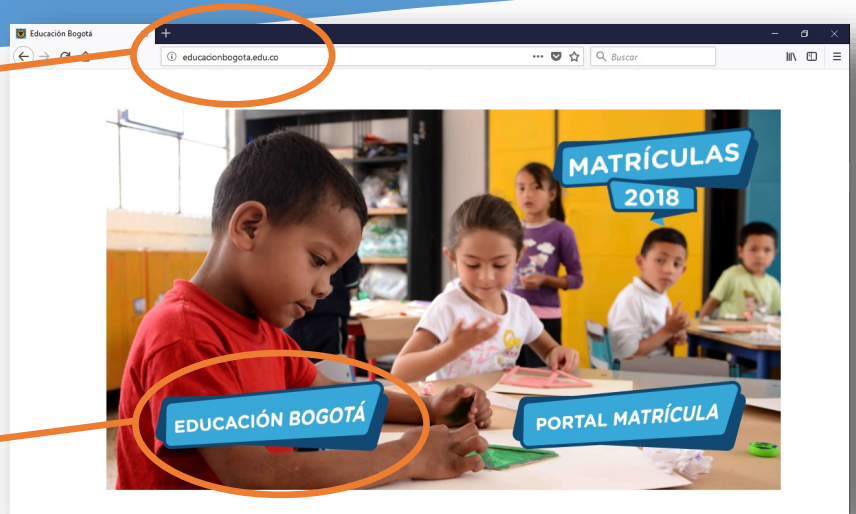 Educación Bogotá
educacionbogota.edu.co
Buscar
MATRÍCULAS
2018
EDUCACIÓN BOGOTÁ
PORTAL MATRÍCULA